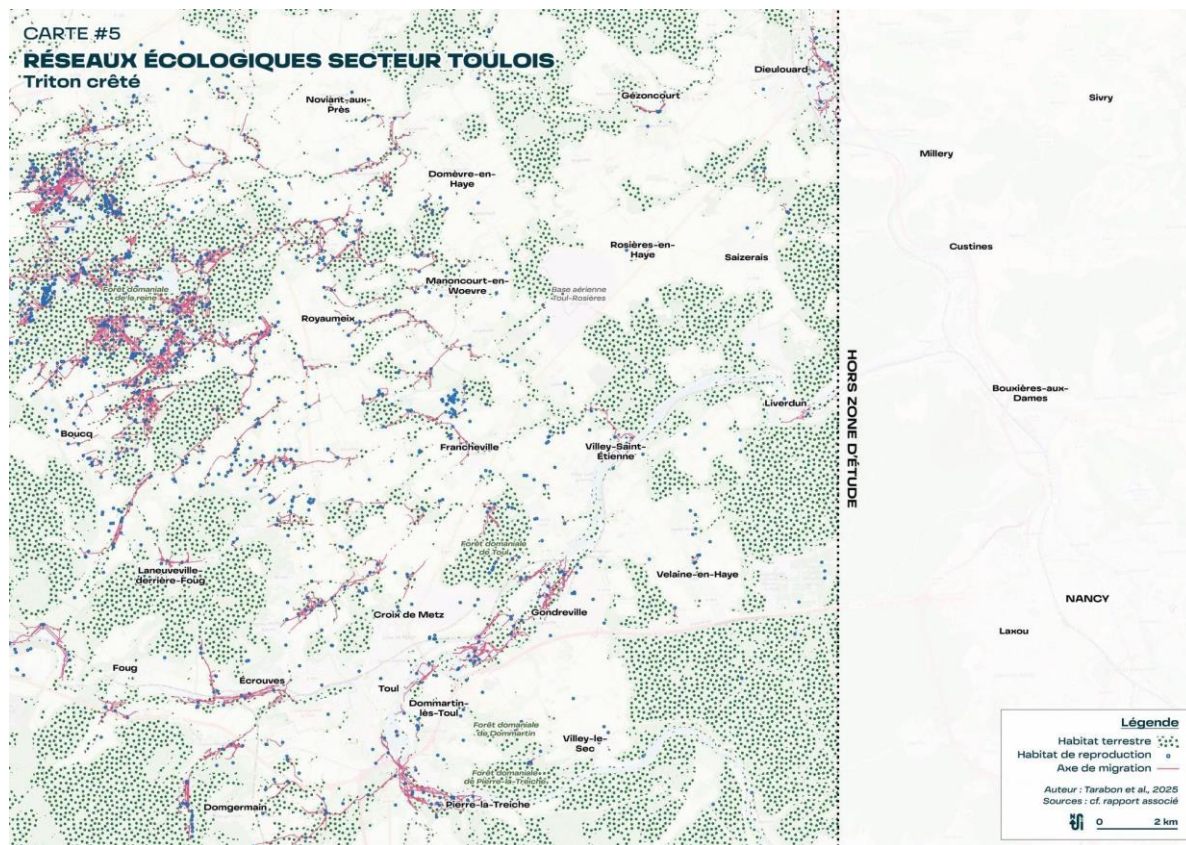 CARTE #5
RÉSEAUX ÉCOLOGIQUES SECTEUR TOULOIS
Triton crêté
Dieulouard
Noviant-aux-
Près
Gézoncourt
Sivry
Millery
Domèvre-en-
Haye
Custines
Rosières-en-
Haye
Saizerais
Manoncourt-en-
Woevre
Forêt domaniale
de la reine
Base aérienne
Toul-Rosières
Royaumeix
HORS ZONE D'ÉTUDE
Bouxières-aux-
Dames
Liverdun
Boucq
Francheville
Villey-Saint-
Étienne
Forêt domaniale
de Toul
Laneuveville-
derrière-Foug
Velaine-en-Haye
Croix de Metz
Gondreville
NANCY
Laxou
Foug
Écrouves
Toul
Dommartin-
lès-Toul
Forêt domaniale
de Dommartin
Villey-le-
Sec
Forêt domaniale
de Pierre-la-Treiche
Domgermain
Pierre-la-Treiche
Légende
Habitat terrestre
Habitat de reproduction
Axe de migration
Auteur : Tarabon et al., 2025
Sources : cf. rapport associé
N
0 2 km